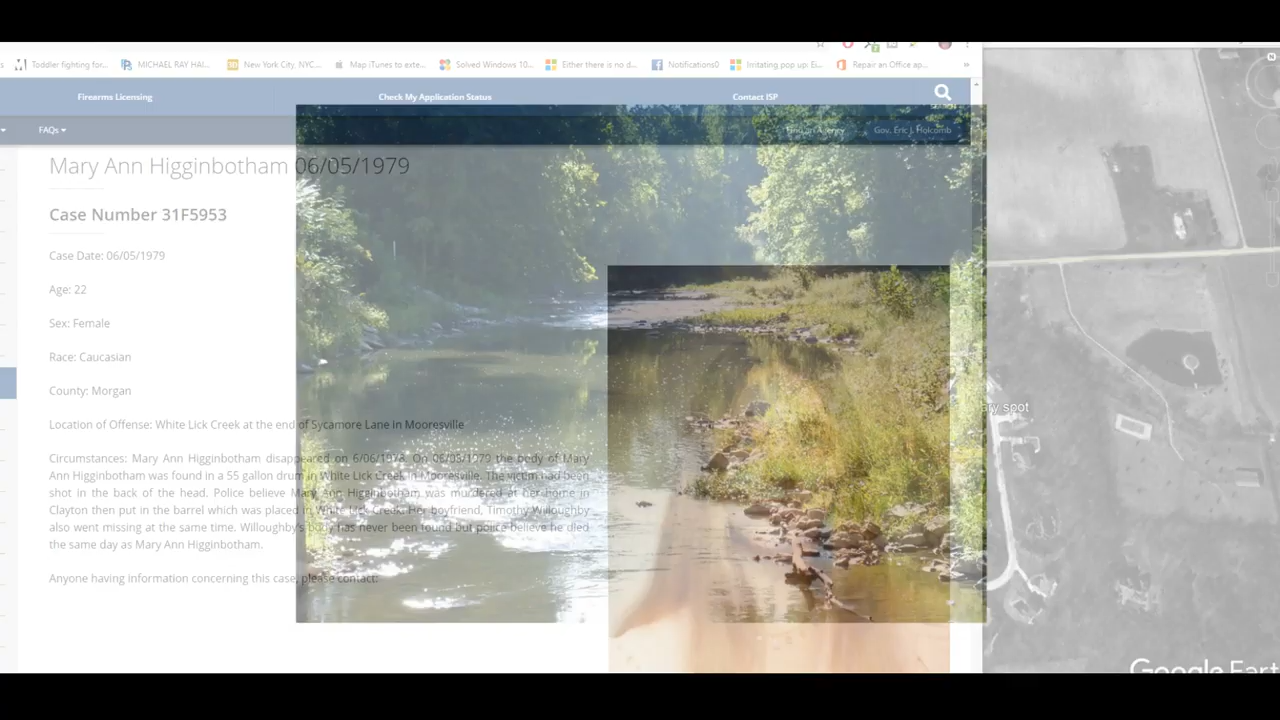 Toddler fighting for...
MICHAEL RAY HAI...
New York City, NYC...
Map iTunes to exte...
Solved Windows 10...
Either there is no d...
Notifications0
Irritating pop up: Ei...
Repair an Office ap...
»
Firearms Licensing
Check My Application Status
Contact ISP
FAQs
Find an Agency
Gov. Eric J. Holcomb
Mary Ann Higginbotham 06/05/1979
Case Number 31F5953
Case Date: 06/05/1979
Age: 22
Sex: Female
Race: Caucasian
County: Morgan
Location of Offense: White Lick Creek at the end of Sycamore Lane in Mooresville
Circumstances: Mary Ann Higginbotham disappeared on 6/06/1978. On 06/08/1979 the body of Mary
Ann Higginbotham was found in a 55 gallon drum in White Lick Creek in Mooresville. The victim had been
shot in the back of the head. Police believe Mary Ann Higginbotham was murdered at her home in
Clayton then put in the barrel which was placed in White Lick Creek. Her boyfriend, Timothy Willoughby
also went missing at the same time. Willoughby's body has never been found but police believe he died
the same day as Mary Ann Higginbotham.
Anyone having information concerning this case, please contact:
spot
Google Eart